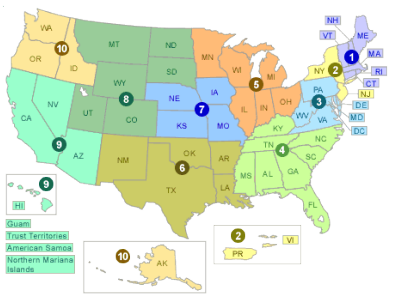 NH
WA
VT
ME
MT
ND
MN
10
1
OR
ID
WI
MI
NY
2
MA
SD
RI
WY
5
CT
PA
NJ
NV
NE
IA
IL
IN
OH
3
DE
UT
8
7
WV
MD
CA
CO
KS
MO
VA
DC
KY
9
TN
4
NC
AZ
NM
OK
AR
SC
6
MS
AL
GA
TX
LA
9
FL
HI
Guam
Trust Territories
American Samoa
Northern Mariana
Islands
10
AK
2
VI
PR